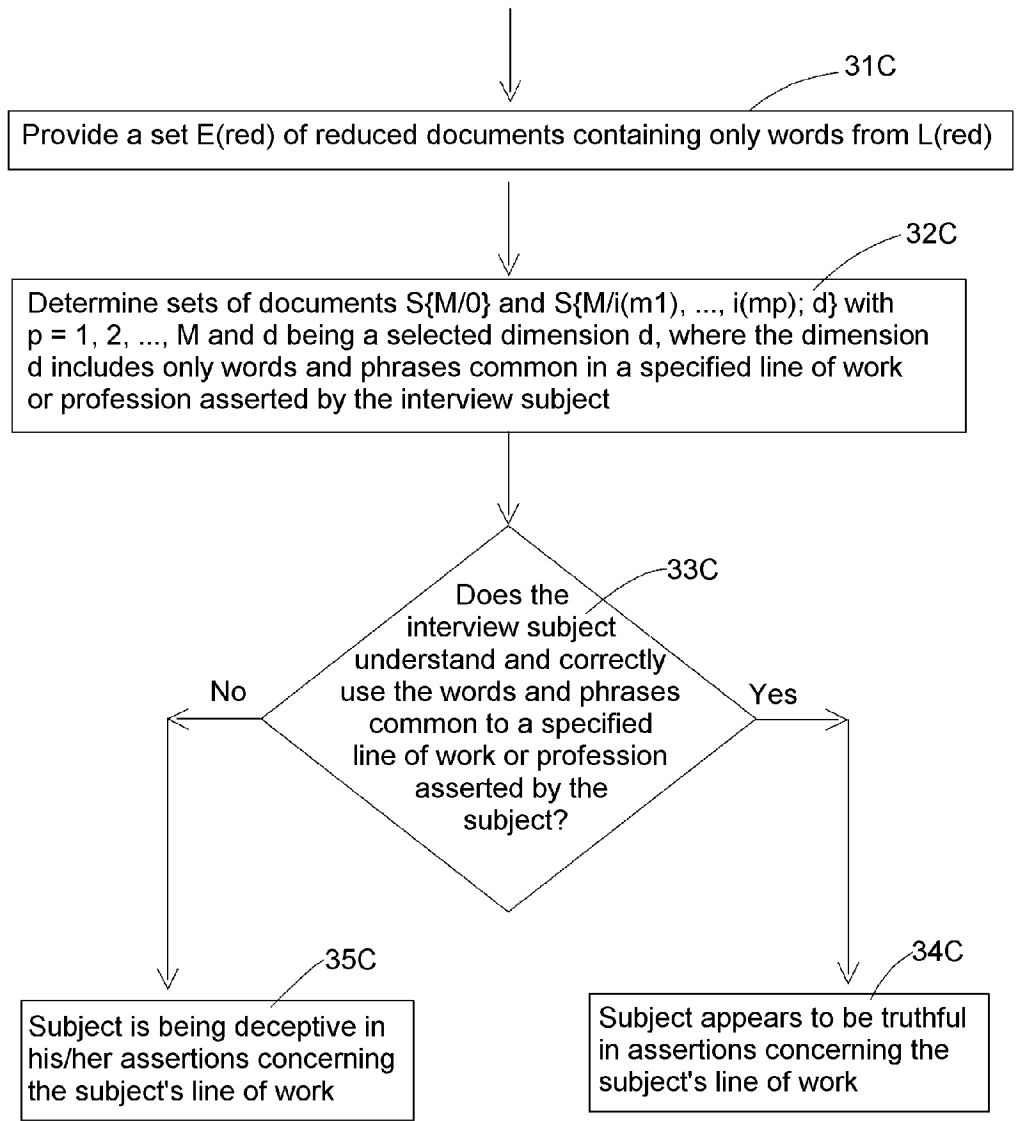 31C
Provide a set E(red) of reduced documents containing only words from L(red)
32C
Determine sets of documents S{M/0} and S{M/i(m1), ..., i(mp); d} with
p = 1, 2, ..., M and d being a selected dimension d, where the dimension
d includes only words and phrases common in a specified line of work
or profession asserted by the interview subject
33C
Does the
interview subject
understand and correctly
use the words and phrases
common to a specified
line of work or profession
asserted by the
subject?
No
Yes
35C
Subject is being deceptive in
his/her assertions concerning
the subject's line of work
34C
Subject appears to be truthful
in assertions concerning the
subject's line of work